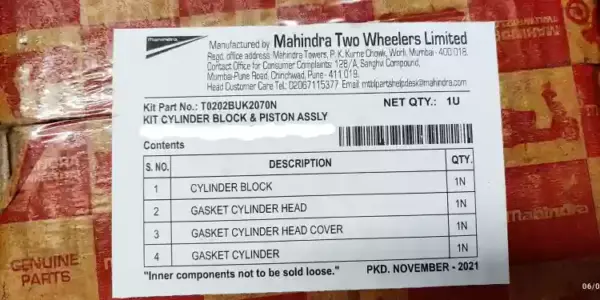 Mahindra
Manufactured by Mahindra Two Wheelers Limited
Regd. office address: Mahindra Towers, P. K. Kurne Chowk, Worli, Mumbai - 400 018.
Contact Office for Consumer Complaints: 128/A, Sanghi Compound,
Mumbai-Pune Road, Chinchwad, Pune - 411 019.
Head Customer Care Tel.: 02067115377 Email: mtblpartshelpdesk@mahindra.com
Kit Part No.: T0202BUK2070N NET QTY.: 1U
KIT CYLINDER BLOCK & PISTON ASSLY
Contents
S. NO. DESCRIPTION QTY.
1 CYLINDER BLOCK 1N
2 GASKET CYLINDER HEAD 1N
3 GASKET CYLINDER HEAD COVER 1N
4 GASKET CYLINDER 1N
"Inner components not to be sold loose." PKD. NOVEMBER - 2021
GENUINE
PARTS
Mahindra
06/0